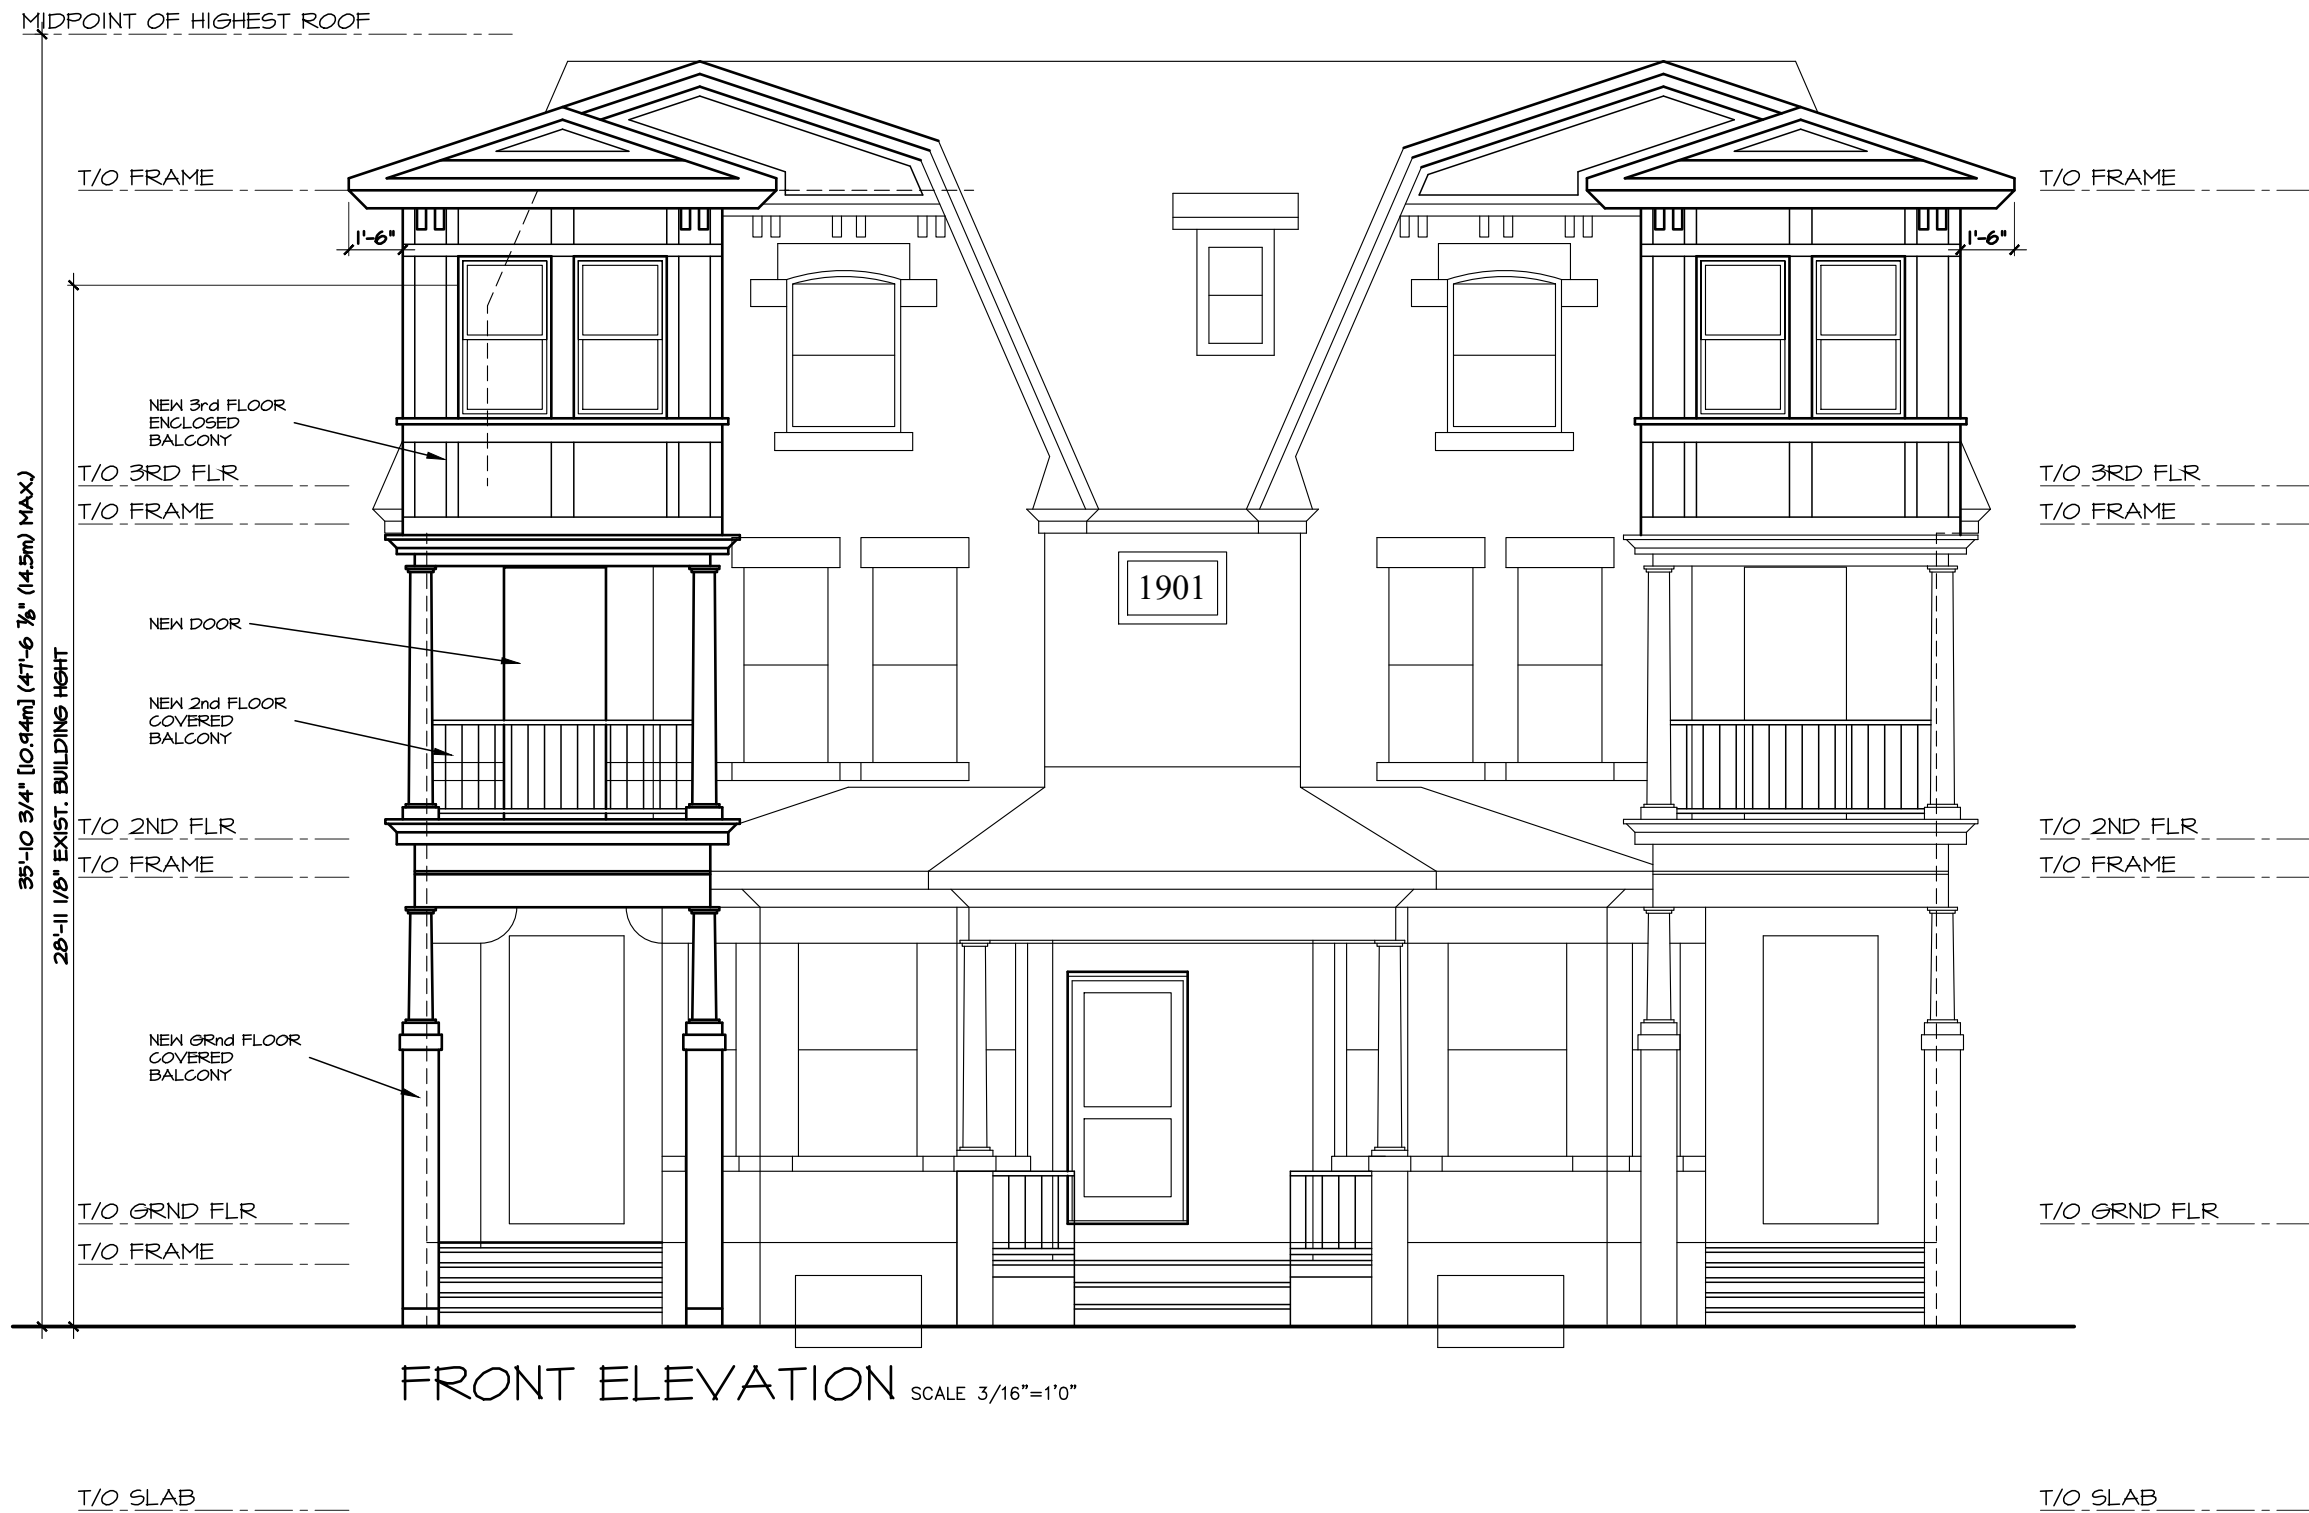 MIDPOINT OF HIGHEST ROOF
T/O FRAME
T/O FRAME
1'-6"
1'-6"
NEW 3rd FLOOR
ENCLOSED
BALCONY
T/O 3RD FLR
T/O 3RD FLR
T/O FRAME
T/O FRAME
1901
NEW DOOR
35'-10 3/4" [10.94m] (47'-6 7/8" (14.5m) MAX.)
28'-11 1/8" EXIST. BUILDING HGHT
NEW 2nd FLOOR
COVERED
BALCONY
T/O 2ND FLR
T/O 2ND FLR
T/O FRAME
T/O FRAME
NEW GRnd FLOOR
COVERED
BALCONY
T/O GRND FLR
T/O GRND FLR
T/O FRAME
FRONT ELEVATION SCALE 3/16"=1'0"
T/O SLAB
T/O SLAB